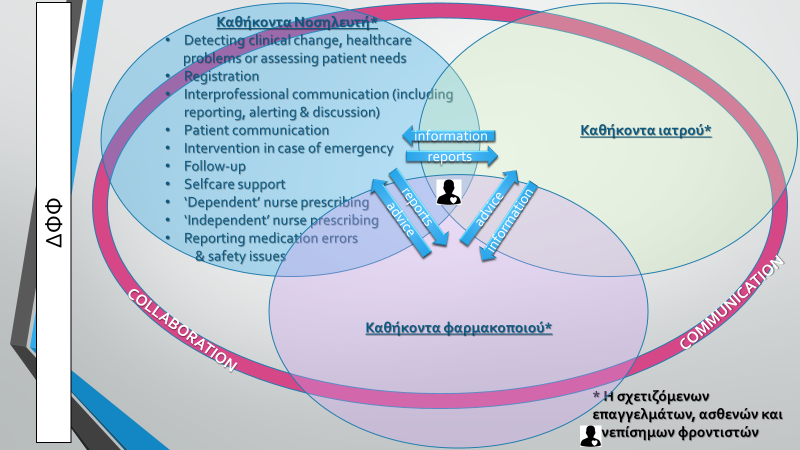 Καθήκοντα Νοσηλευτή*
• Detecting clinical change, healthcare
problems or assessing patient needs
• Registration
• Interprofessional communication (including
reporting, alerting & discussion)
• Patient communication
• Intervention in case of emergency
• Follow-up
• Selfcare support
• ‘Dependent’ nurse prescribing
• ‘Independent’ nurse prescribing
• Reporting medication errors
& safety issues
Καθήκοντα ιατρού*
information
reports
reports
advice
advice
information
ΔΦΦ
Καθήκοντα φαρμακοποιού*
COLLABORATION
COMMUNICATION
* Η σχετιζόμενων
επαγγελμάτων, ασθενών και
νεπίσημων φροντιστών